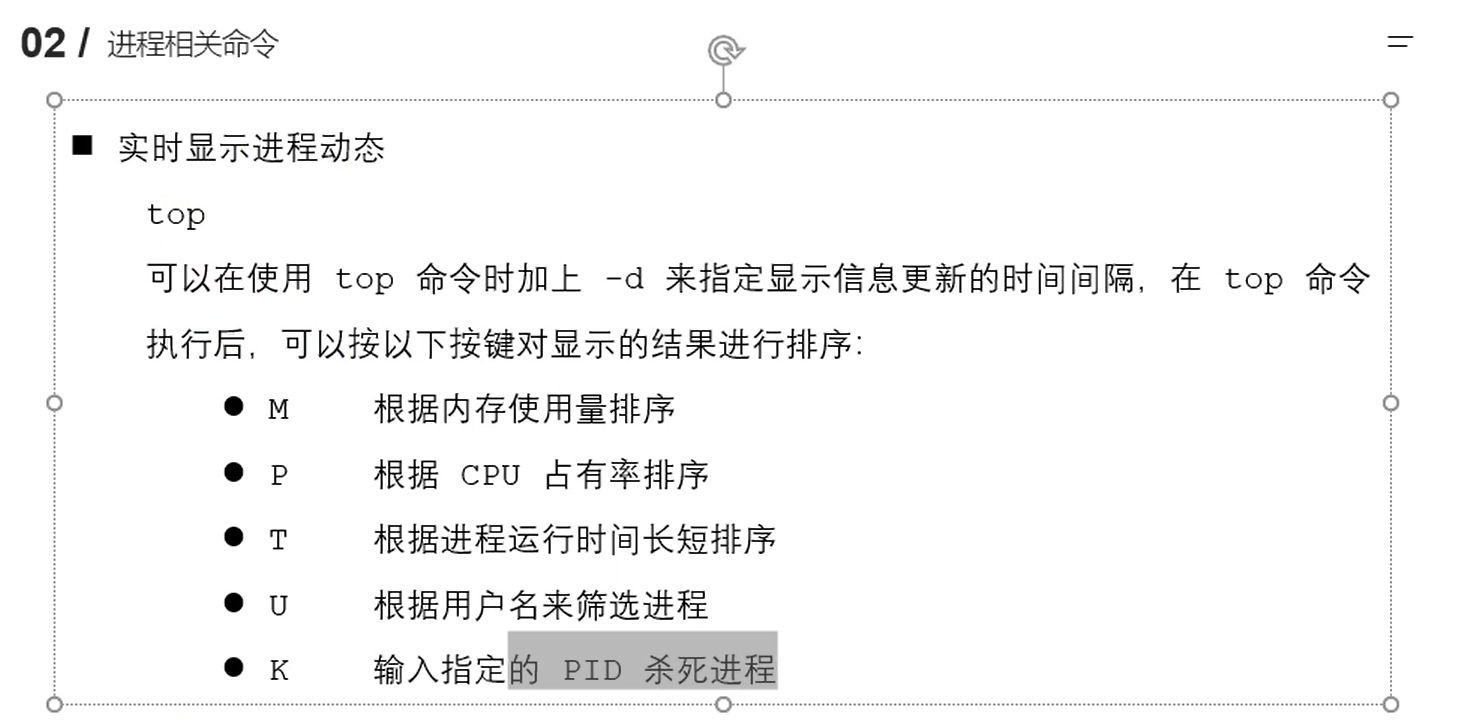 02 / 进程相关命令
实时显示进程动态
top
可以在使用 top 命令时加上 -d 来指定显示信息更新的时间间隔，在 top 命令
执行后，可以按以下按键对显示的结果进行排序：
M 根据内存使用量排序
P 根据 CPU 占有率排序
T 根据进程运行时间长短排序
U 根据用户名来筛选进程
K 输入指定的 PID 杀死进程